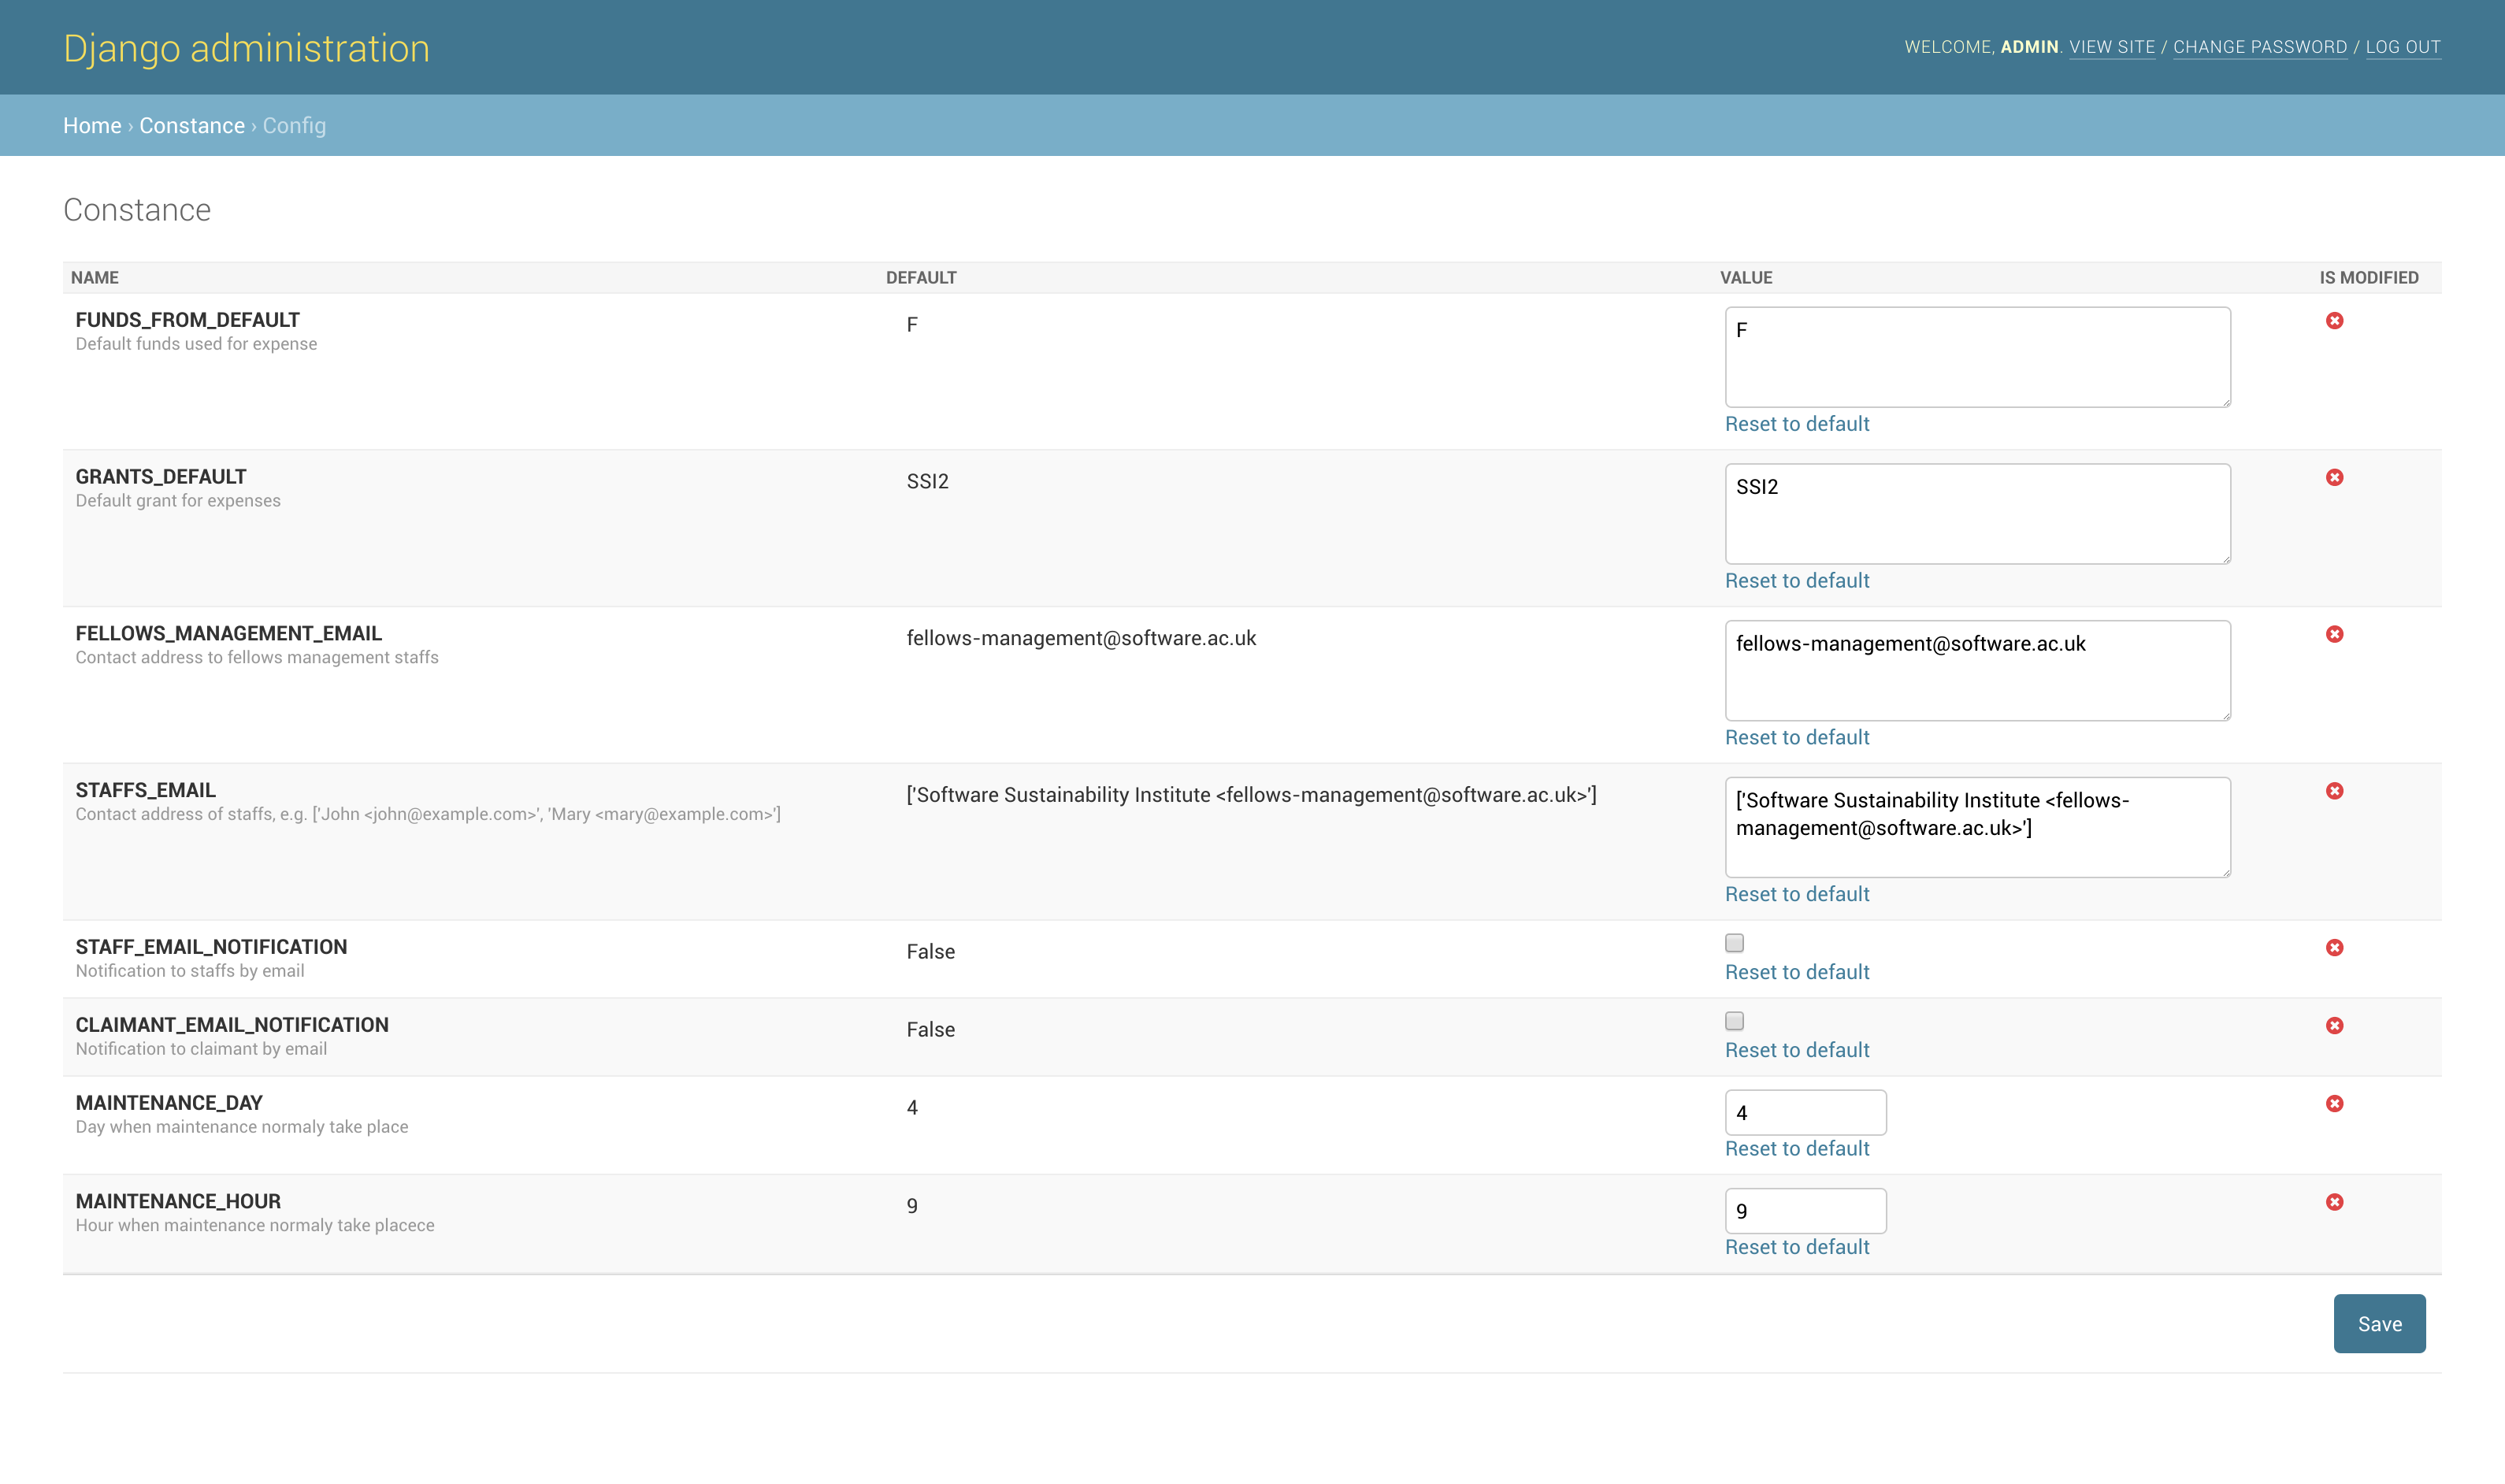 Django administration
WELCOME, ADMIN. VIEW SITE / CHANGE PASSWORD / LOG OUT
Home › Constance › Config
Constance
NAME DEFAULT VALUE IS MODIFIED
FUNDS_FROM_DEFAULT
Default funds used for expense
F
F
Reset to default
GRANTS_DEFAULT
Default grant for expenses
SSI2
SSI2
Reset to default
FELLOWS_MANAGEMENT_EMAIL
Contact address to fellows management staffs
fellows-management@software.ac.uk
fellows-management@software.ac.uk
Reset to default
STAFFS_EMAIL
Contact address of staffs, e.g. ['John <john@example.com>', 'Mary <mary@example.com>']
['Software Sustainability Institute <fellows-management@software.ac.uk>']
['Software Sustainability Institute <fellows-
management@software.ac.uk>']
Reset to default
STAFF_EMAIL_NOTIFICATION
Notification to staffs by email
False
Reset to default
CLAIMANT_EMAIL_NOTIFICATION
Notification to claimant by email
False
Reset to default
MAINTENANCE_DAY
Day when maintenance normaly take place
4
4
Reset to default
MAINTENANCE_HOUR
Hour when maintenance normaly take placece
9
9
Reset to default
Save